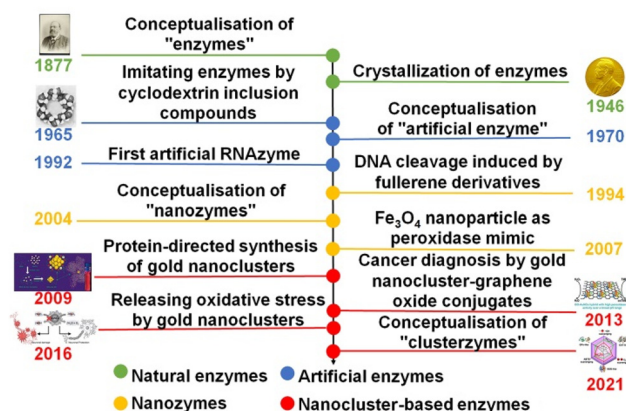 Conceptualisation of
"enzymes"
1877
Crystallization of enzymes
1946
Imitating enzymes by
cyclodextrin inclusion
compounds
1965
Conceptualisation
of "artificial enzyme"
1970
First artificial RNAzyme
1992
DNA cleavage induced by
fullerene derivatives
1994
Conceptualisation of
"nanozymes"
2004
Fe₃O₄ nanoparticle as
peroxidase mimic
2007
Protein-directed synthesis
of gold nanoclusters
2009
Cancer diagnosis by gold
nanocluster-graphene
oxide conjugates
2013
Releasing oxidative stress
by gold nanoclusters
2016
Conceptualisation of
"clusterzymes"
2021
Natural enzymes
Artificial enzymes
Nanozymes
Nanocluster-based enzymes